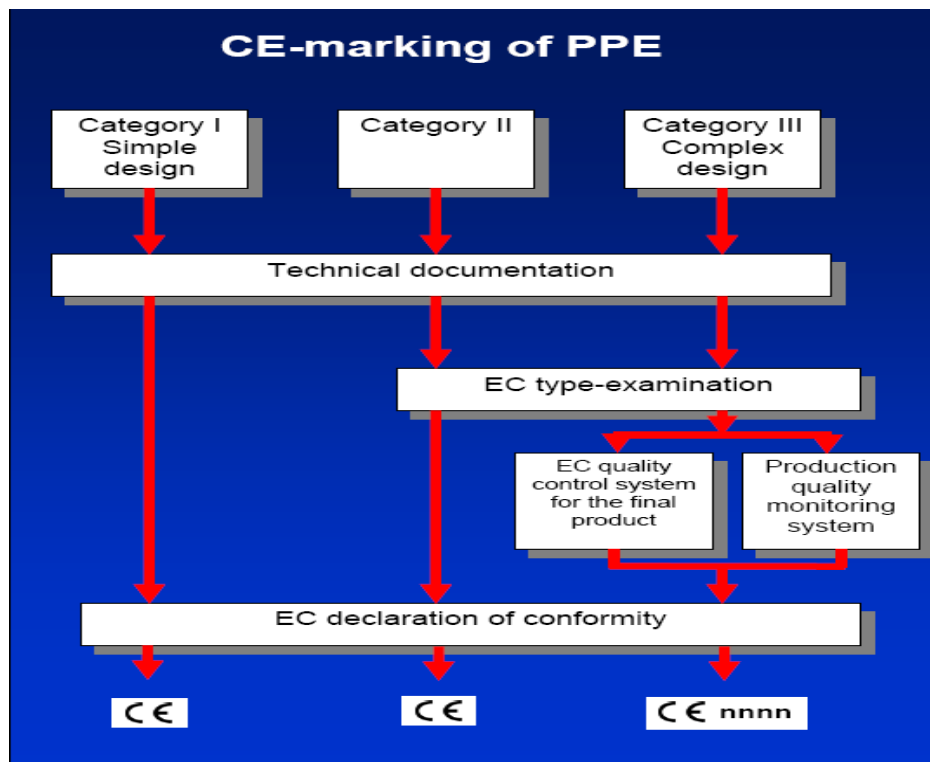 CE-marking of PPE
Category I
Simple
design
Category II
Category III
Complex
design
Technical documentation
EC type-examination
EC quality
control system
for the final
product
Production
quality
monitoring
system
EC declaration of conformity
CE
CE
CE nnnn